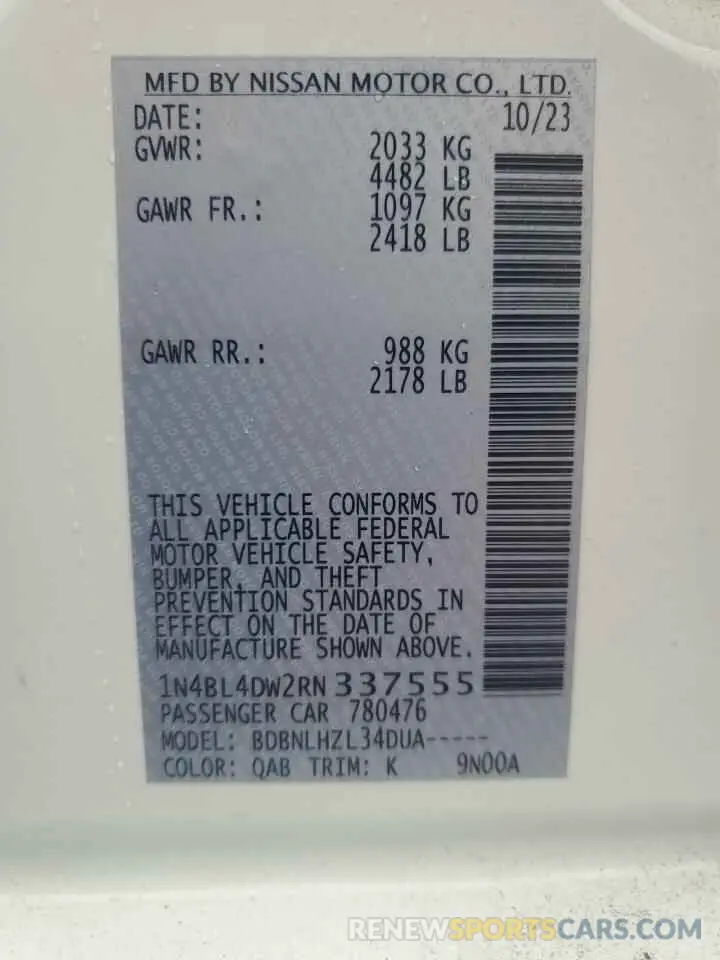 MFD BY NISSAN MOTOR CO., LTD.
DATE: 10/23
GVWR: 2033 KG
4482 LB
GAWR FR.: 1097 KG
2418 LB
GAWR RR.: 988 KG
2178 LB
THIS VEHICLE CONFORMS TO
ALL APPLICABLE FEDERAL
MOTOR VEHICLE SAFETY,
BUMPER, AND THEFT
PREVENTION STANDARDS IN
EFFECT ON THE DATE OF
MANUFACTURE SHOWN ABOVE.
1N4BL4DW2RN337555
PASSENGER CAR 780476
MODEL: BDBNLHZL34DUA-----
COLOR: QAB TRIM: K 9N00A
RENEWSPORTSCARS.COM